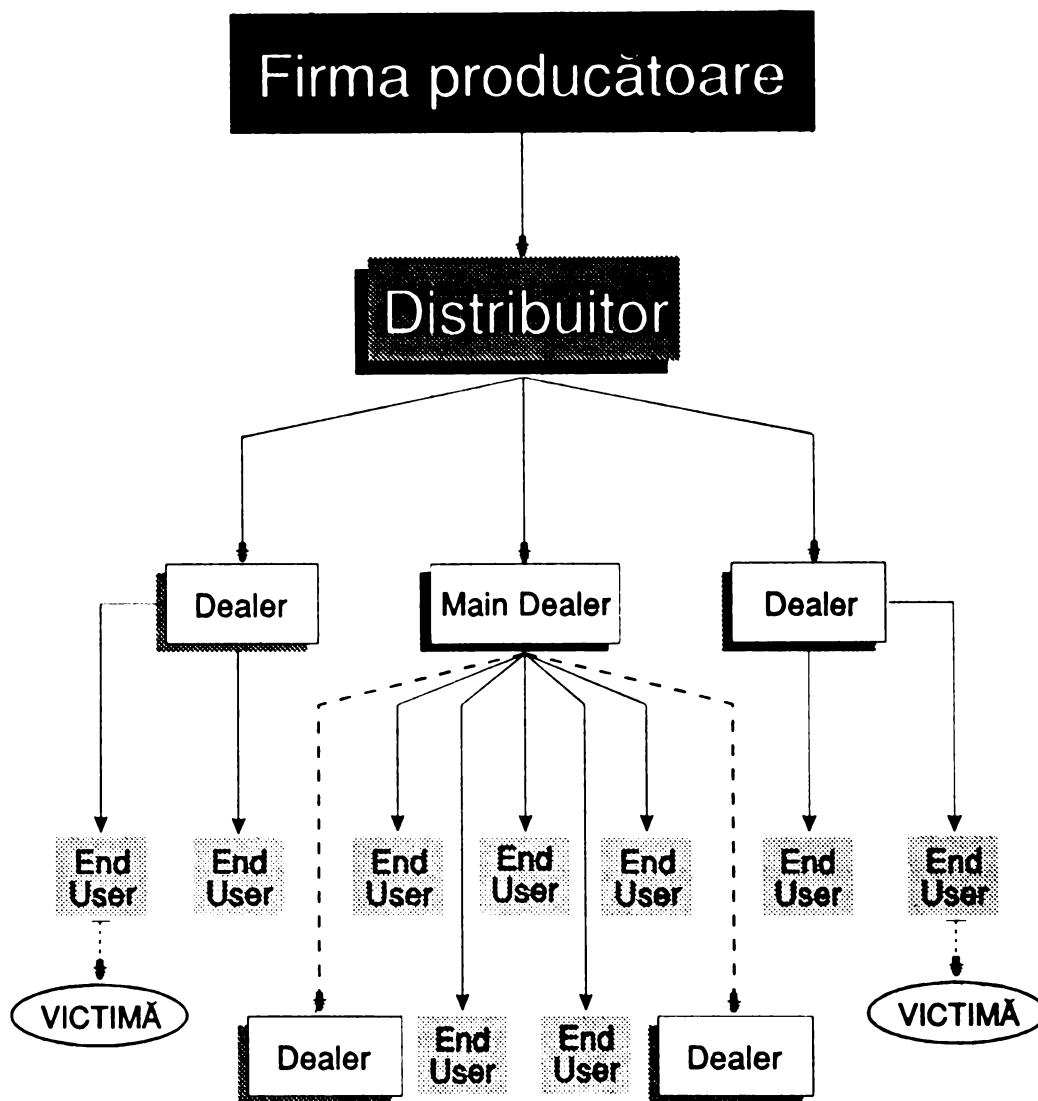 Firma producătoare
Distribuitor
Dealer
Main Dealer
Dealer
End
User
End
User
End
User
End
User
End
User
End
User
End
User
VICTIMĂ
VICTIMĂ
Dealer
End
User
End
User
Dealer